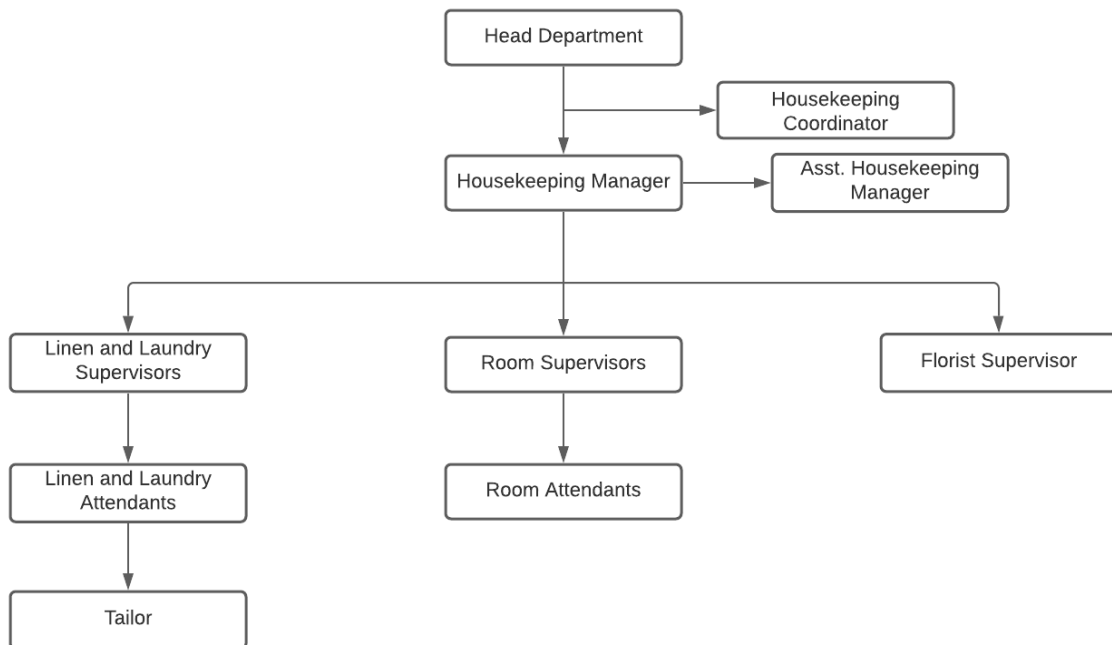 Head Department
Housekeeping
Coordinator
Housekeeping Manager
Asst. Housekeeping
Manager
Linen and Laundry
Supervisors
Room Supervisors
Florist Supervisor
Linen and Laundry
Attendants
Room Attendants
Tailor